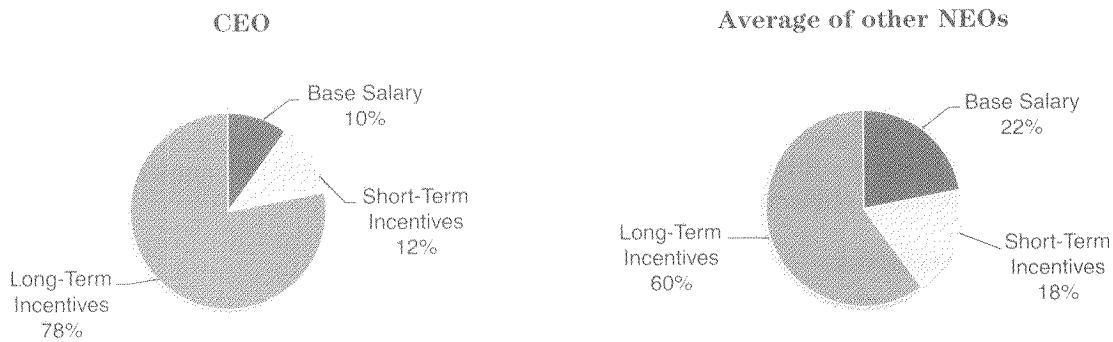 CEO
Base Salary
10%
Short-Term
Incentives
12%
Long-Term
Incentives
78%
Average of other NEOs
Base Salary
22%
Short-Term
Incentives
18%
Long-Term
Incentives
60%